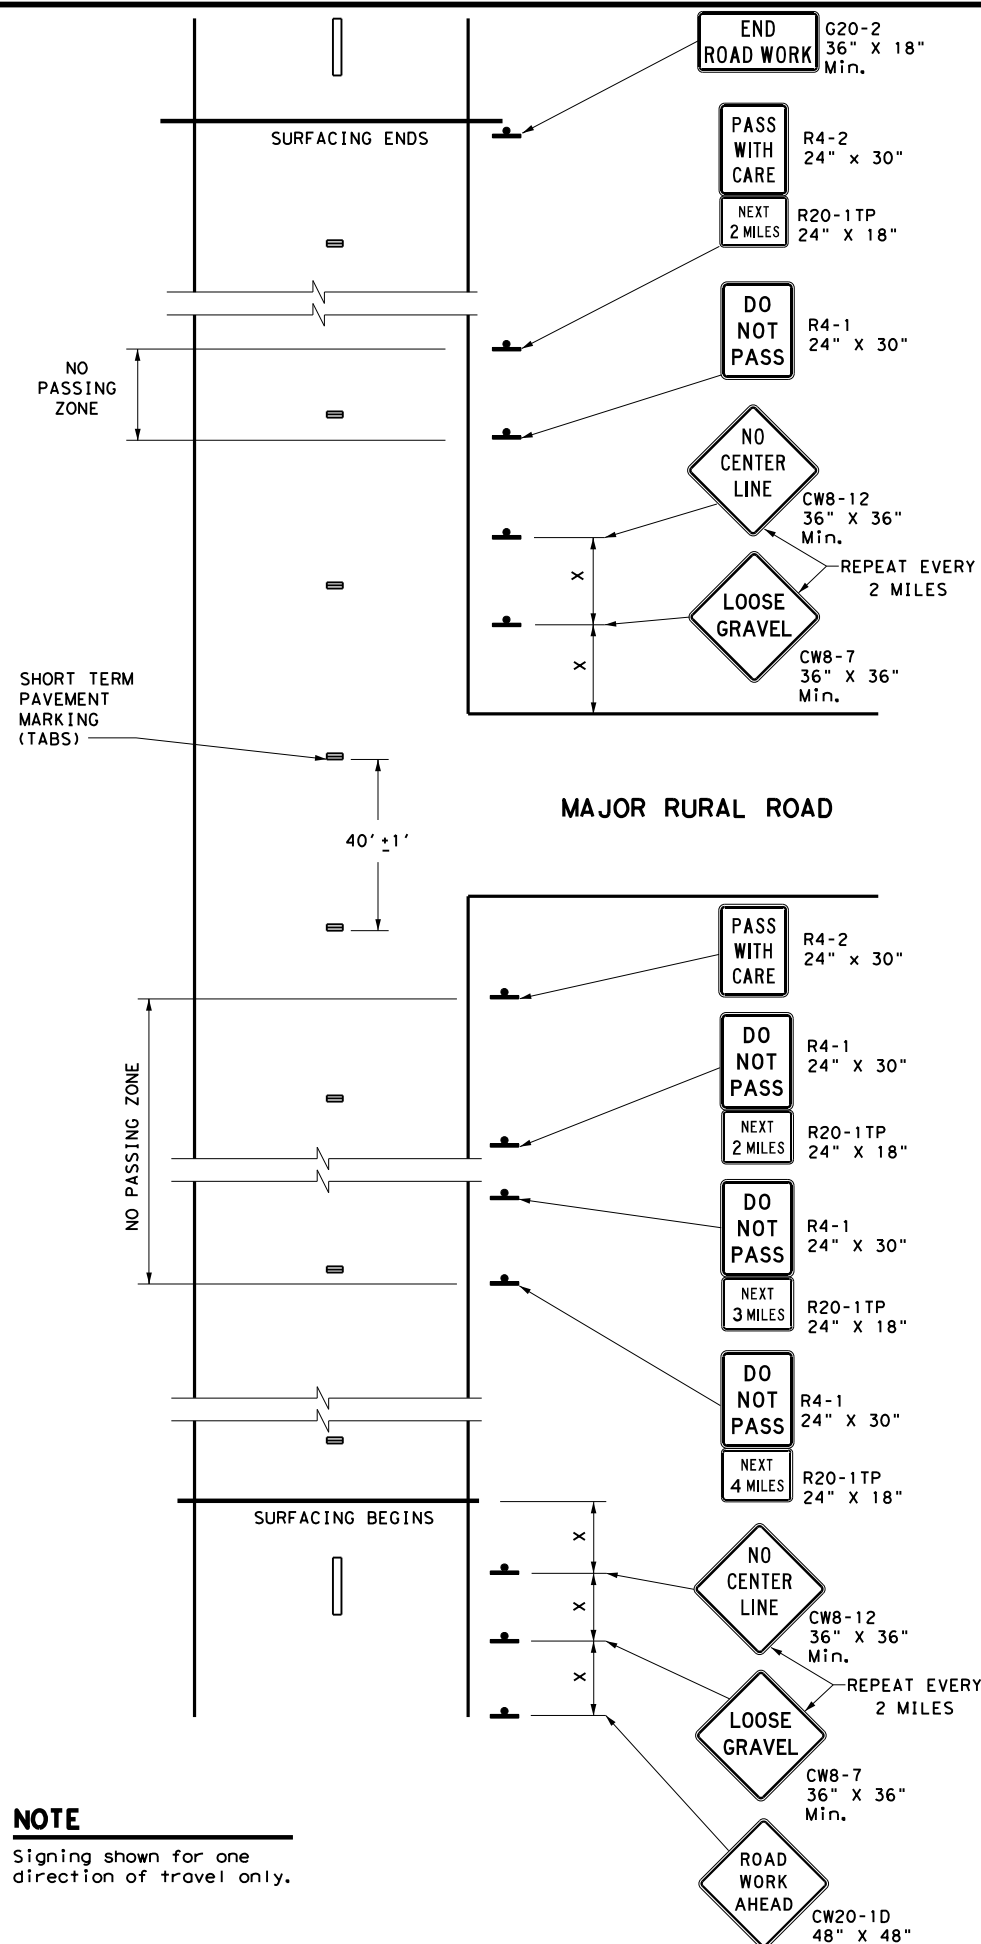 END
ROAD WORK
G20-2
36" X 18"
Min.
SURFACING ENDS
PASS
WITH
CARE
R4-2
24" x 30"
NEXT
2 MILES
R20-1TP
24" X 18"
DO
NOT
PASS
R4-1
24" X 30"
NO
PASSING
ZONE
NO
CENTER
LINE
CW8-12
36" X 36"
Min.
X
REPEAT EVERY
2 MILES
LOOSE
GRAVEL
CW8-7
36" X 36"
Min.
X
SHORT TERM
PAVEMENT
MARKING
(TABS)
MAJOR RURAL ROAD
40' ±1'
PASS
WITH
CARE
R4-2
24" x 30"
NO PASSING ZONE
DO
NOT
PASS
R4-1
24" X 30"
NEXT
2 MILES
R20-1TP
24" X 18"
DO
NOT
PASS
R4-1
24" X 30"
NEXT
3 MILES
R20-1TP
24" X 18"
DO
NOT
PASS
R4-1
24" X 30"
NEXT
4 MILES
R20-1TP
24" X 18"
SURFACING BEGINS
X
NO
CENTER
LINE
CW8-12
36" X 36"
Min.
X
X
REPEAT EVERY
2 MILES
LOOSE
GRAVEL
CW8-7
36" X 36"
Min.
NOTE
Signing shown for one
direction of travel only.
ROAD
WORK
AHEAD
CW20-1D
48" X 48"